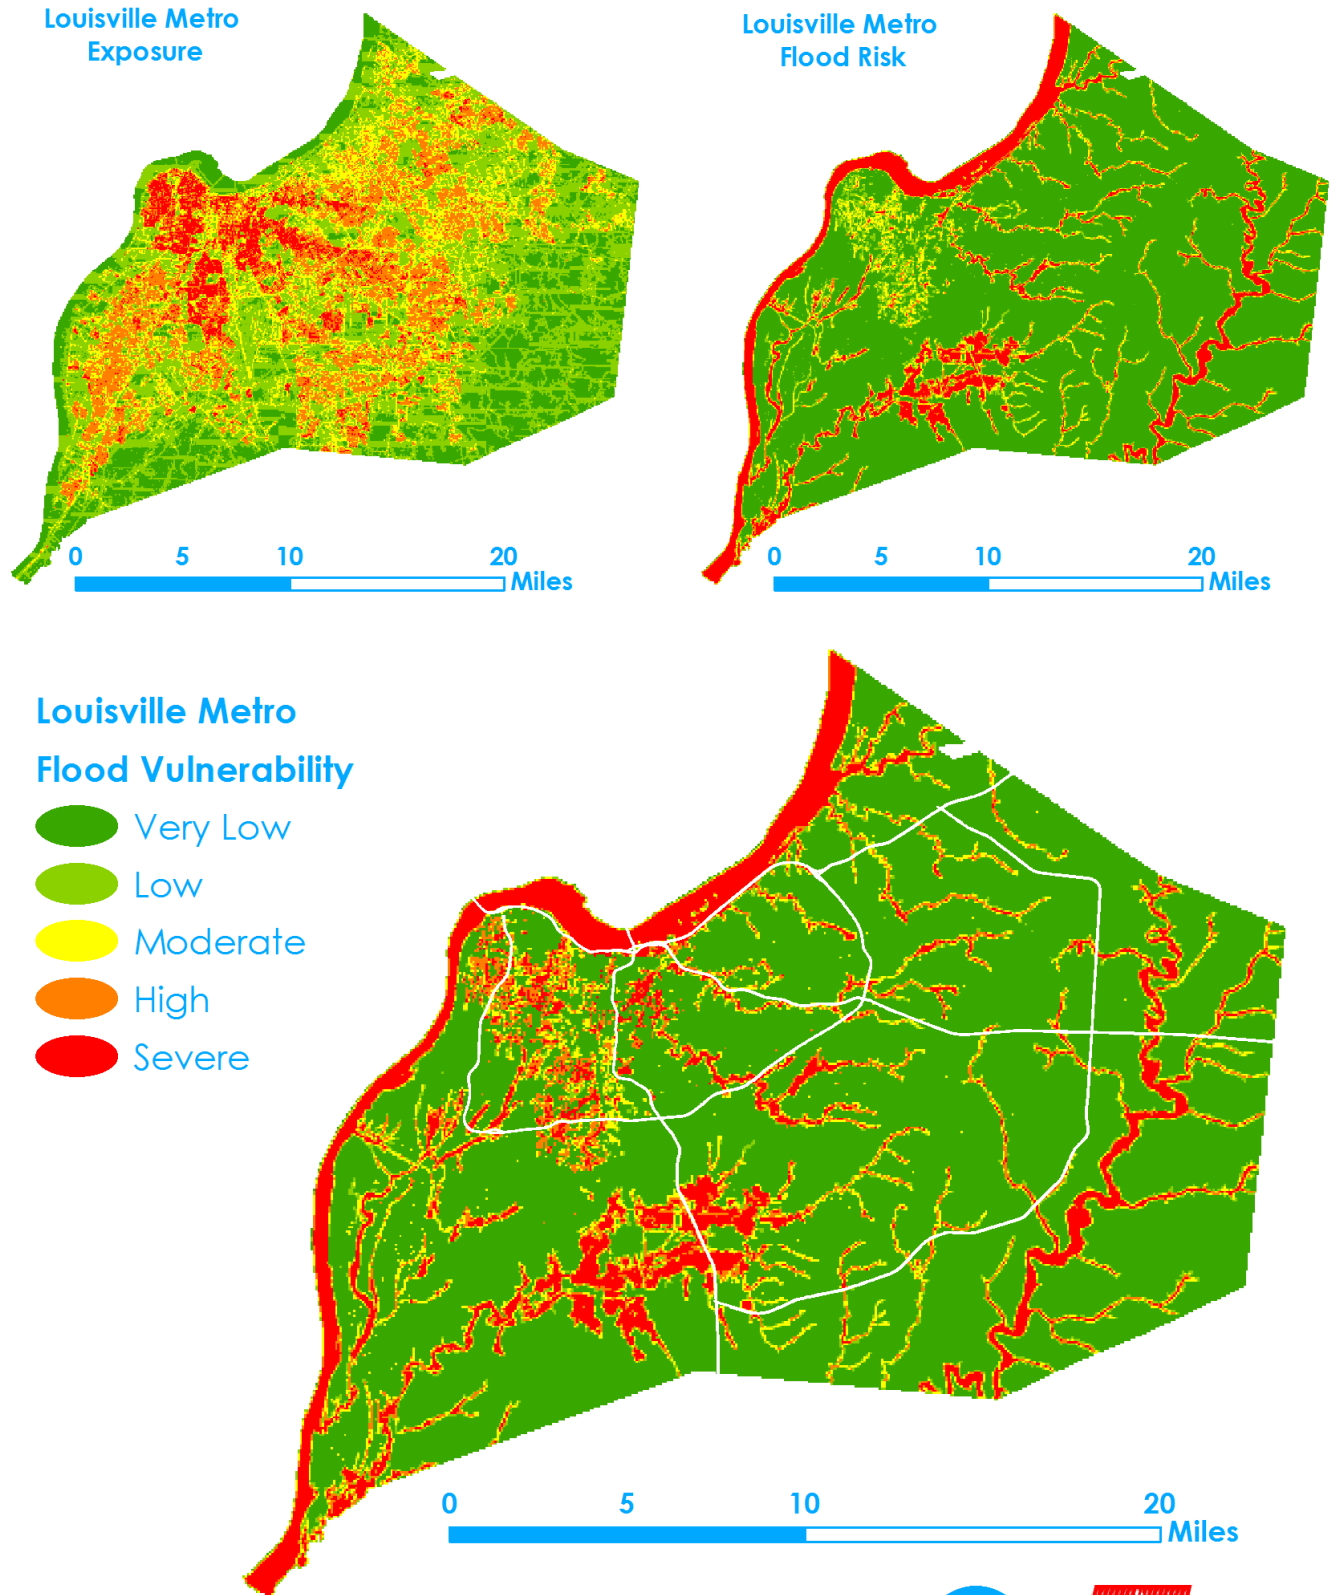 Louisville Metro
Exposure
Louisville Metro
Flood Risk
0 5 10 20
Miles
0 5 10 20
Miles
Louisville Metro
Flood Vulnerability
Very Low
Low
Moderate
High
Severe
0 5 10 20
Miles